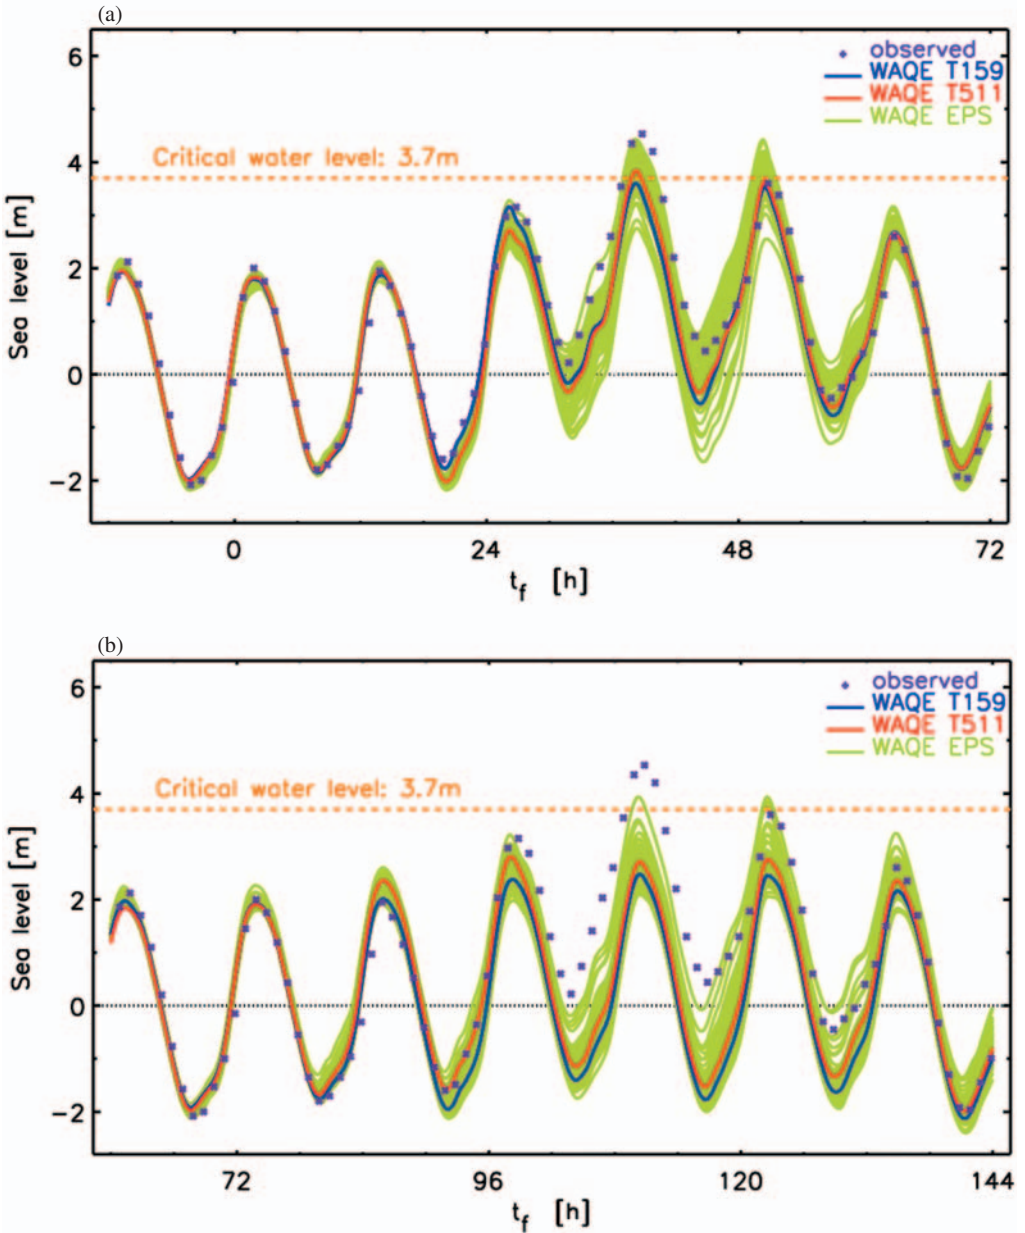 (a)
6
4
2
0
−2
Sea level [m]
observed
WAQE T159
WAQE T511
WAQE EPS
Critical water level: 3.7m
0 24 48 72
t_f [h]
(b)
6
4
2
0
−2
Sea level [m]
observed
WAQE T159
WAQE T511
WAQE EPS
Critical water level: 3.7m
72 96 120 144
t_f [h]